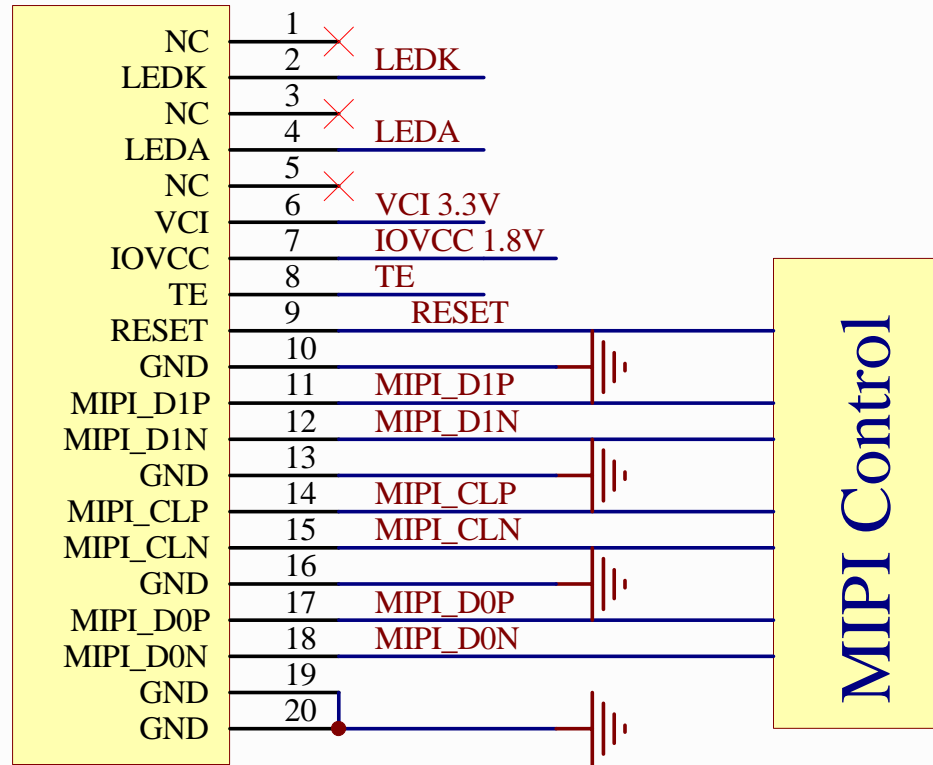 NC 1
LEDK 2 LEDK
NC 3
LEDA 4 LEDA
NC 5
VCI 6 VCI 3.3V
IOVCC 7 IOVCC 1.8V
TE 8 TE
RESET 9 RESET
GND 10
MIPI_D1P 11 MIPI_D1P
MIPI_D1N 12 MIPI_D1N
GND 13
MIPI_CLP 14 MIPI_CLP
MIPI_CLN 15 MIPI_CLN
GND 16
MIPI_D0P 17 MIPI_D0P
MIPI_D0N 18 MIPI_D0N
GND 19
GND 20
MIPI Control